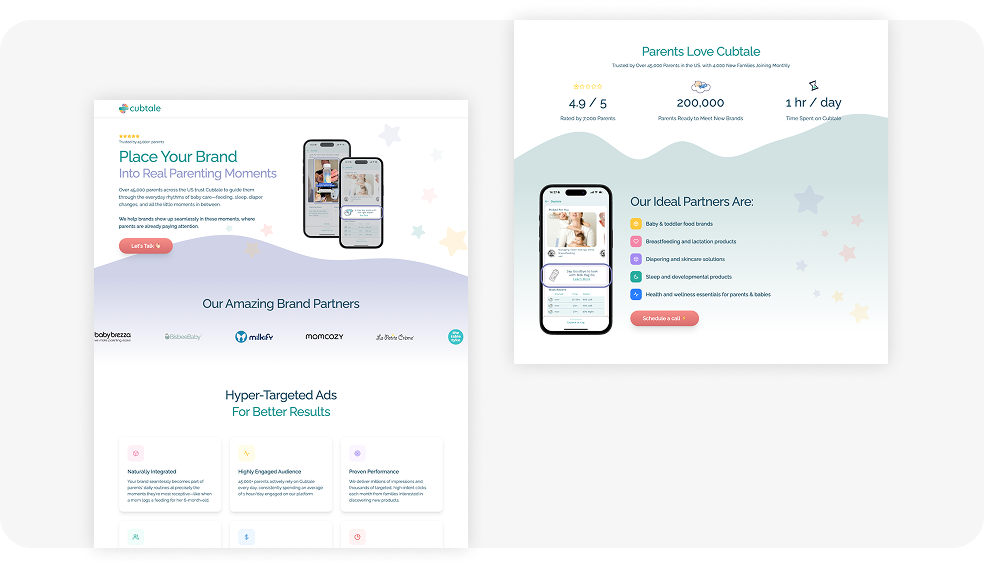 cubtale
Trusted by 45,000+ parents
Place Your Brand
Into Real Parenting Moments
Over 45,000 parents across the US trust Cubtale to guide them
through the everyday rhythms of baby care—feeding, sleep, diaper
changes, and all the little moments in between.
We help brands show up seamlessly in these moments, where
parents are already paying attention.
Let's Talk
Our Amazing Brand Partners
babybrezza
we make parenting easier
BisbeeBaby
milkify
momcozy
La Petite Creme
Hyper-Targeted Ads
For Better Results
Naturally Integrated
Your brand seamlessly becomes part of
parents' daily routines at precisely the
moments they're most receptive—like when
a mom logs a feeding for her 6-month-old.
Highly Engaged Audience
45,000+ parents actively rely on Cubtale
every day, consistently spending an average
of 1 hour/day engaged on our platform
Proven Performance
We deliver millions of impressions and
thousands of targeted, high-intent clicks
each month from families interested in
discovering new products.
Parents Love Cubtale
Trusted by Over 45,000 Parents in the US, with 4,000 New Families Joining Monthly
4.9 / 5
Rated by 7,000 Parents
200,000
Parents Ready to Meet New Brands
1 hr / day
Time Spent on Cubtale
Our Ideal Partners Are:
Baby & toddler food brands
Breastfeeding and lactation products
Diapering and skincare solutions
Sleep and developmental products
Health and wellness essentials for parents & babies
Schedule a call